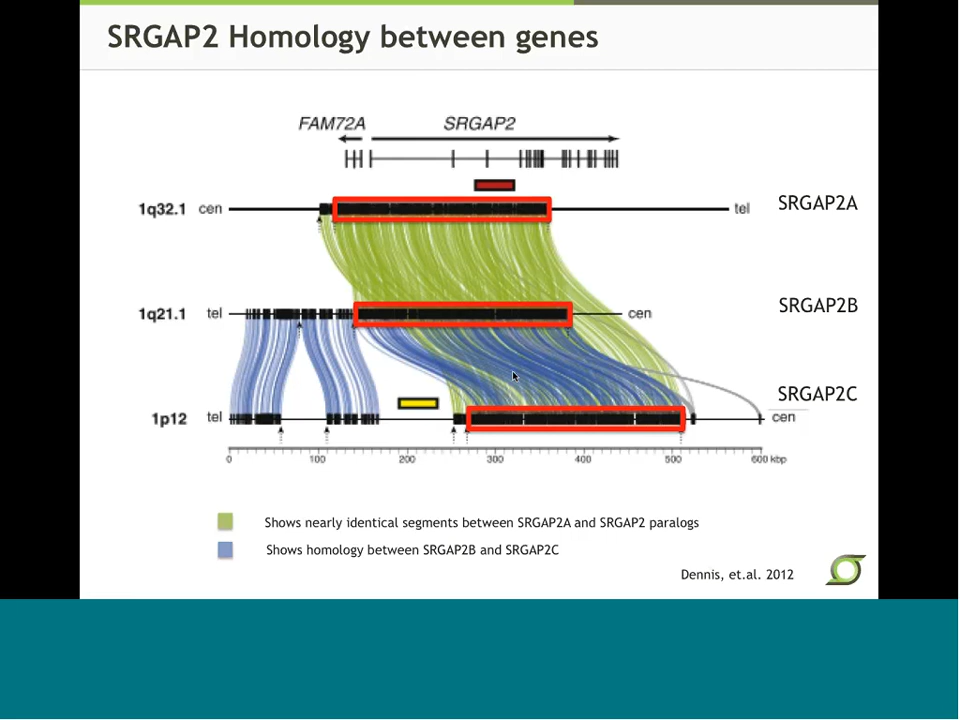 SRGAP2 Homology between genes
FAM72A SRGAP2
1q32.1 cen tel SRGAP2A
1q21.1 tel cen SRGAP2B
SRGAP2C
1p12 tel cen
0 100 200 300 400 500 600 kbp
Shows nearly identical segments between SRGAP2A and SRGAP2 paralogs
Shows homology between SRGAP2B and SRGAP2C
Dennis, et.al. 2012